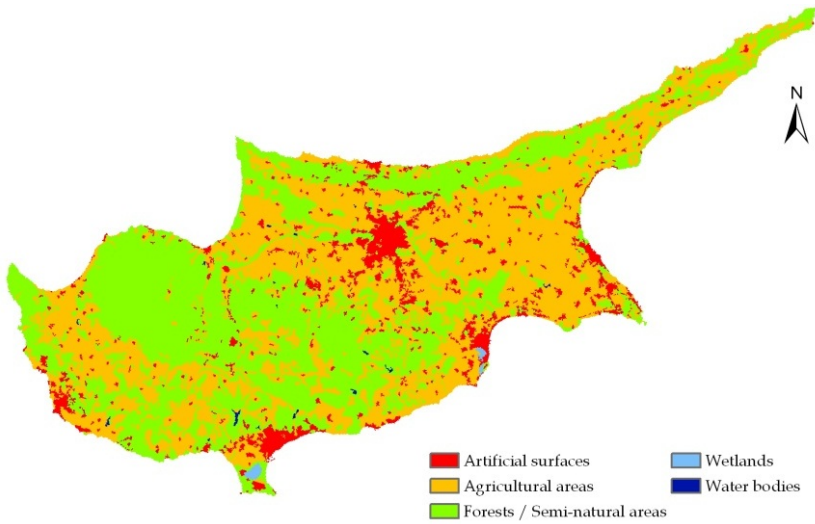 N
Artificial surfaces
Wetlands
Agricultural areas
Water bodies
Forests / Semi-natural areas